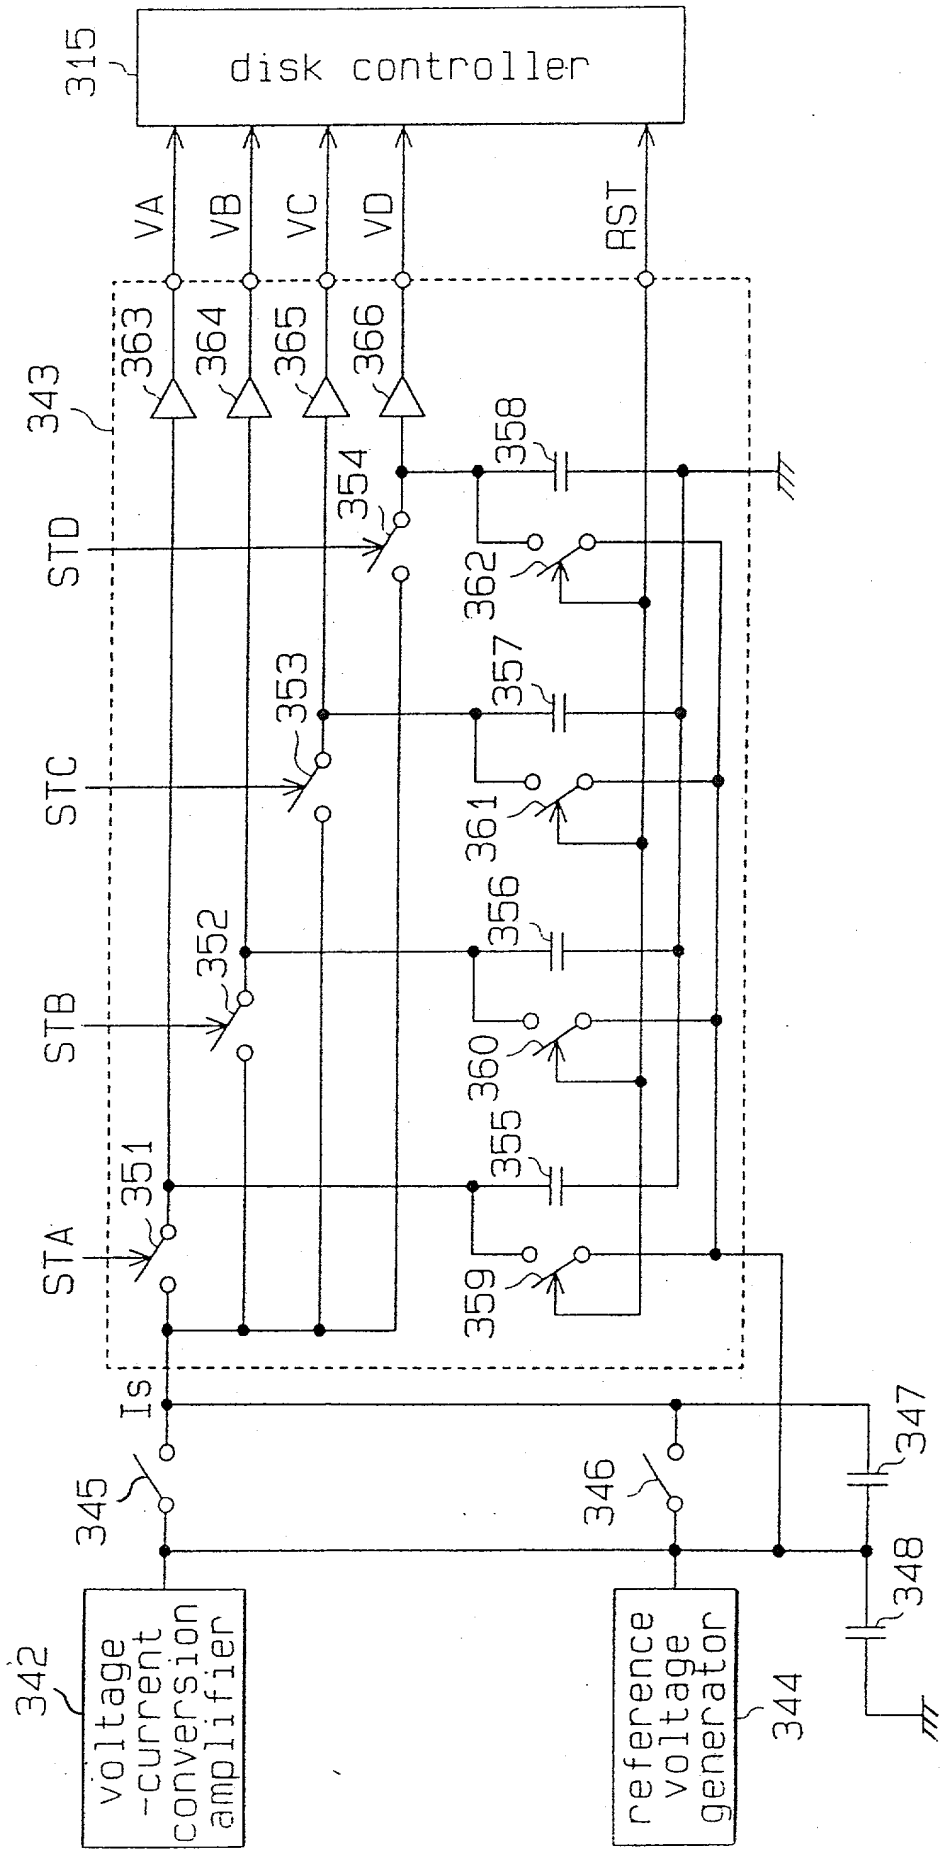 315
disk controller
VA
VB
VC
VD
RST
343
363
364
365
366
STD
354
358
362
STC
353
357
361
STB
352
356
360
STA
351
355
359
Is
345
346
347
348
342
voltage
-current
conversion
amplifier
reference
voltage
generator
344